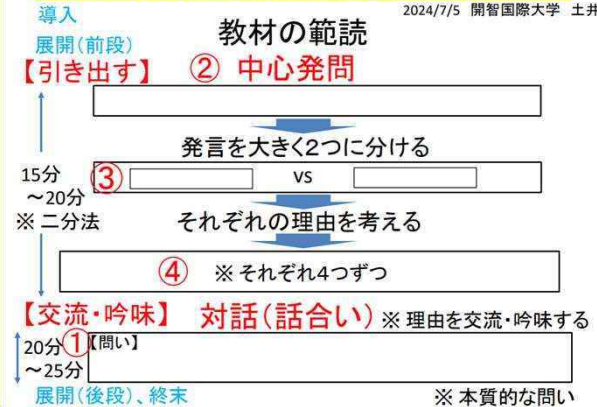 導入
2024/7/5 開智国際大学 土井
教材の範読
展開(前段)
【引き出す】 ② 中心発問
発言を大きく2つに分ける
15分
~20分
※ 二分法
③ vs
それぞれの理由を考える
④ ※ それぞれ4つずつ
【交流・吟味】 対話(話合い) ※ 理由を交流・吟味する
20分
~25分
① 【問い】
展開(後段)、終末 ※ 本質的な問い